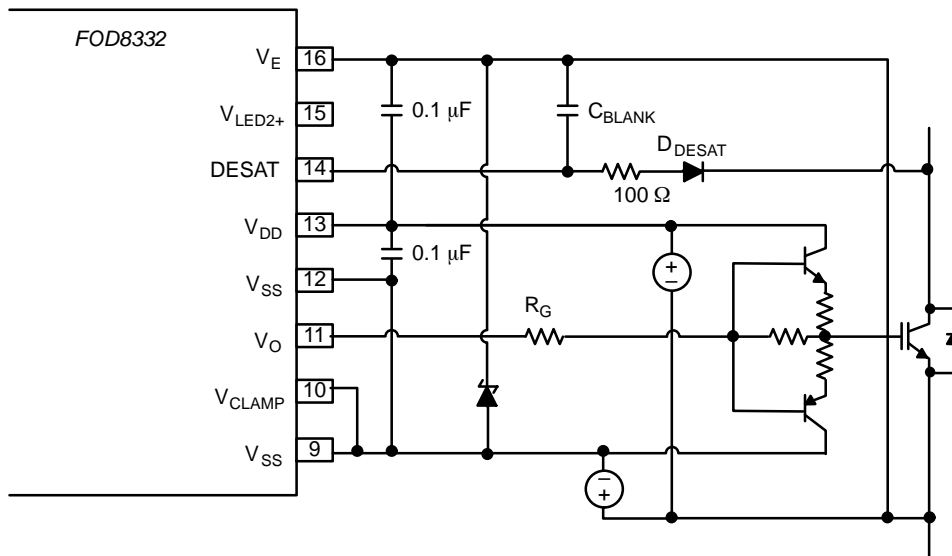 FOD8332
V_E 16
V_LED2+ 15
DESAT 14
V_DD 13
V_SS 12
V_O 11
V_CLAMP 10
V_SS 9
0.1 μF
C_BLANK
D_DESAT
100 Ω
0.1 μF
+
−
R_G
−
+